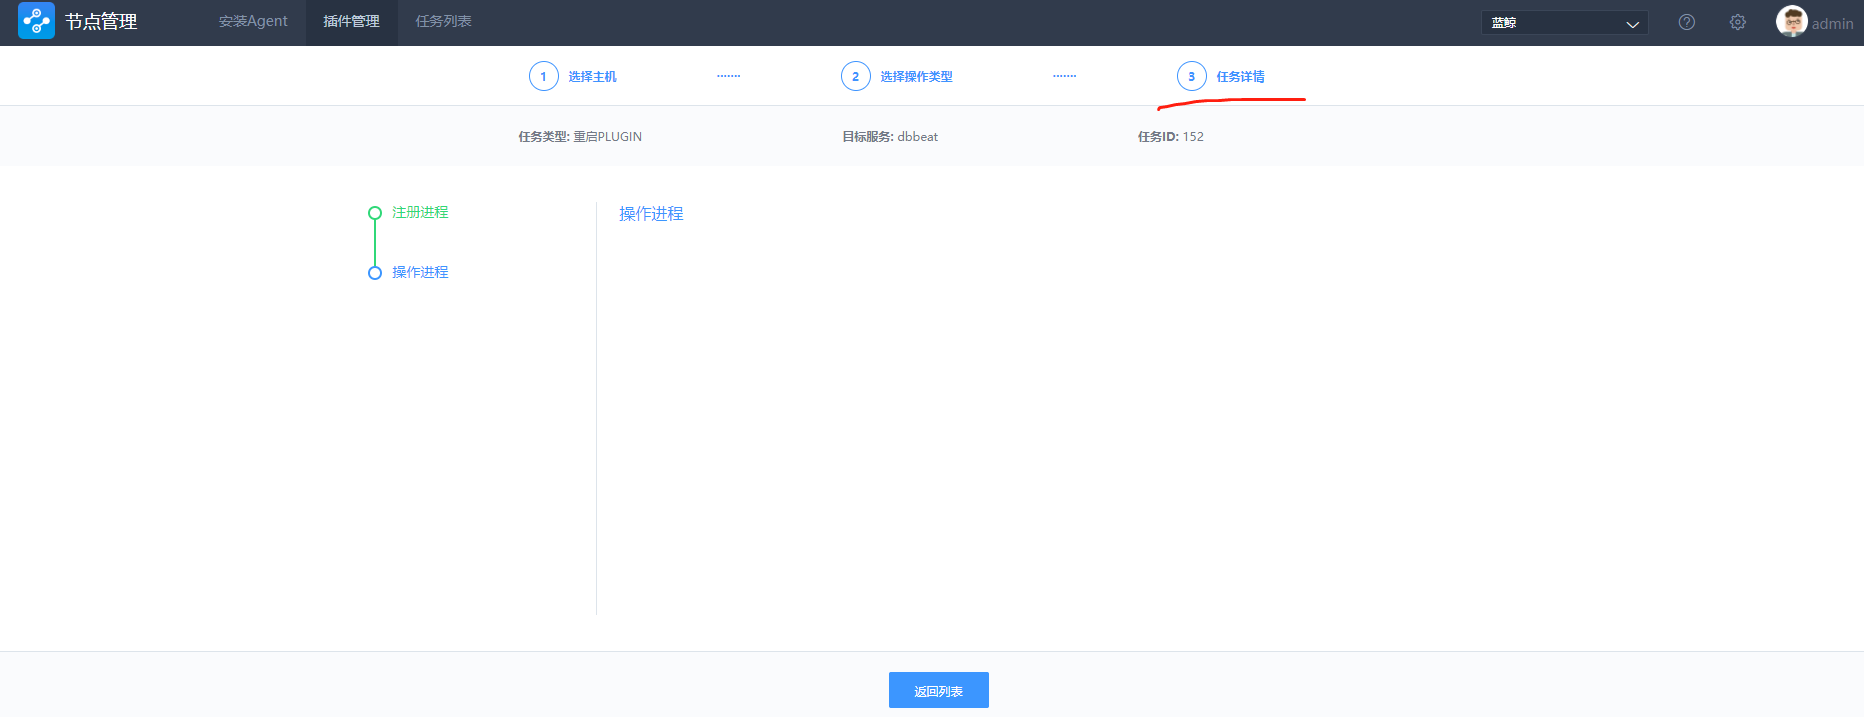 节点管理 安装Agent 插件管理 任务列表 蓝鲸 admin
1 选择主机 ······· 2 选择操作类型 ······· 3 任务详情
任务类型: 重启PLUGIN 目标服务: dbbeat 任务ID: 152
注册进程
操作进程
操作进程
返回列表